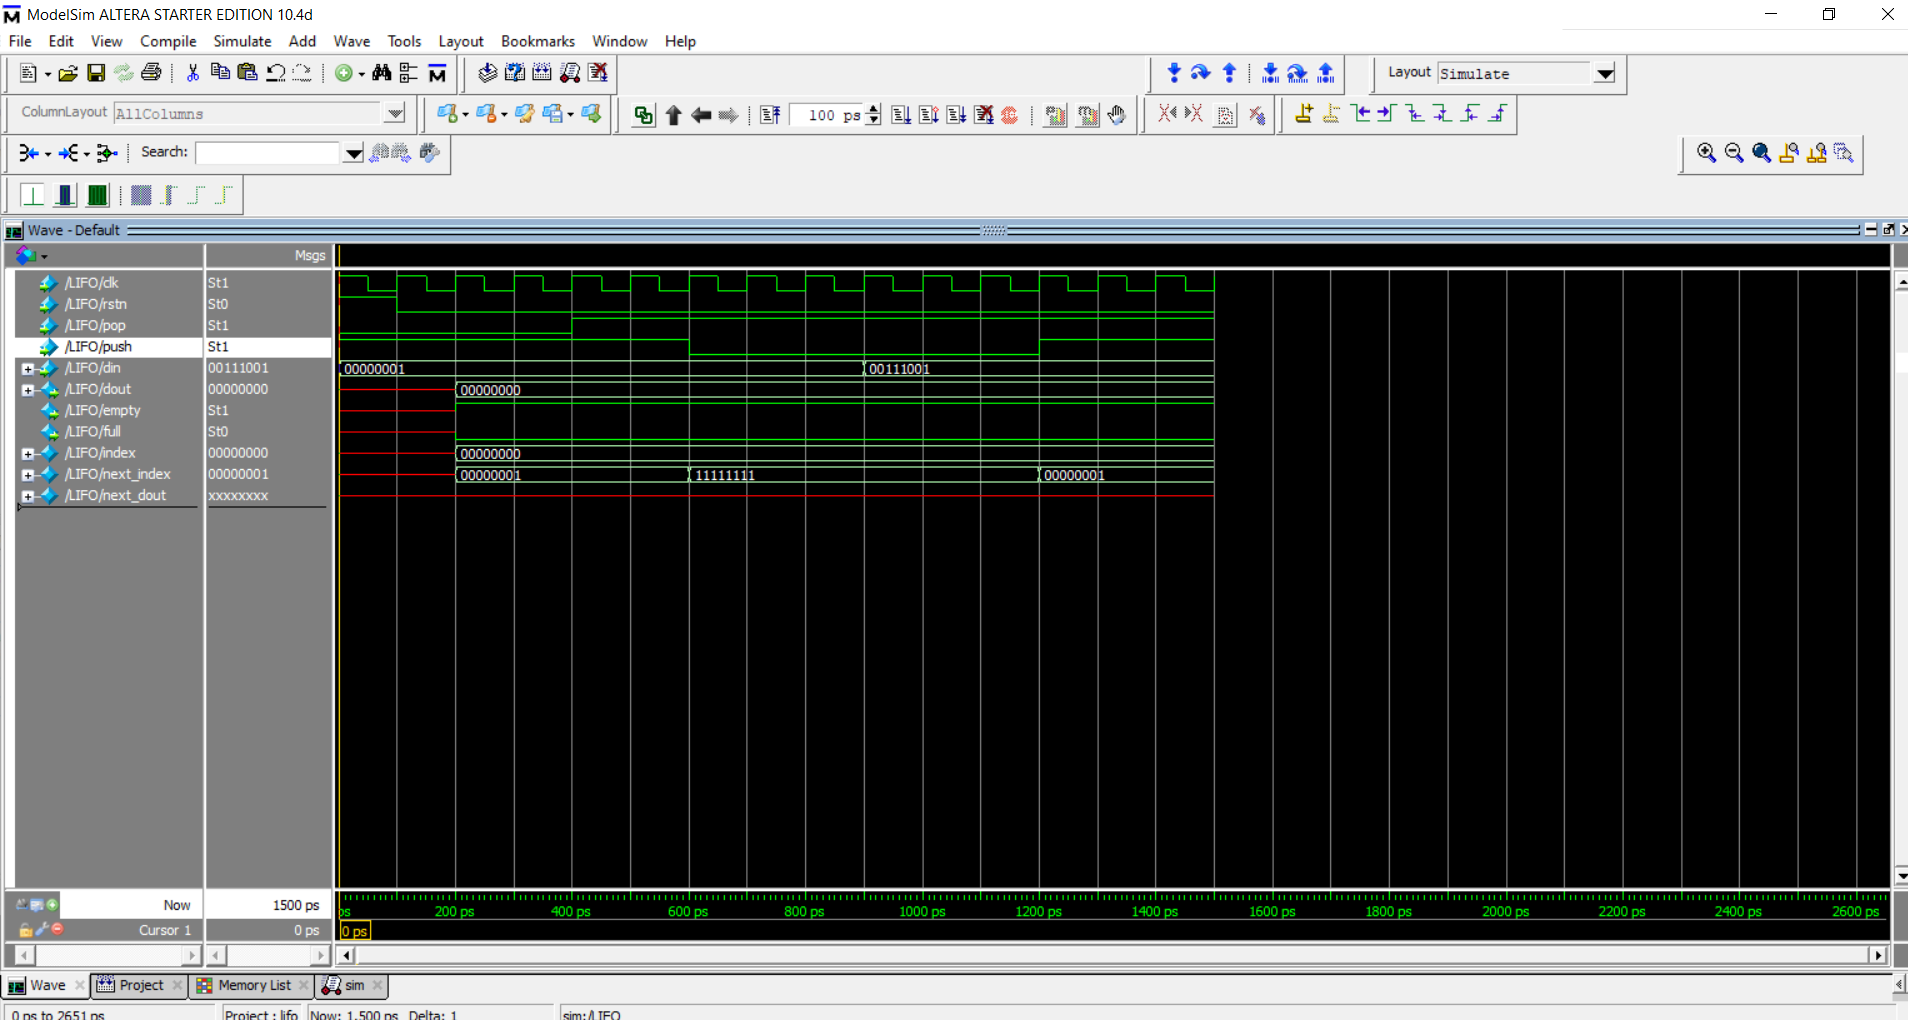 ModelSim ALTERA STARTER EDITION 10.4d
File Edit View Compile Simulate Add Wave Tools Layout Bookmarks Window Help
Layout Simulate
ColumnLayout AllColumns
100 ps
Search:
Wave - Default
Msgs
/LIFO/clk St1
/LIFO/rstn St0
/LIFO/pop St1
/LIFO/push St1
/LIFO/din 00111001 00000001 00111001
/LIFO/dout 00000000 00000000
/LIFO/empty St1
/LIFO/full St0
/LIFO/index 00000000 00000000
/LIFO/next_index 00000001 00000001 11111111 00000001
/LIFO/next_dout xxxxxxxx
Now 1500 ps ps 200 ps 400 ps 600 ps 800 ps 1000 ps 1200 ps 1400 ps 1600 ps 1800 ps 2000 ps 2200 ps 2400 ps 2600 ps
Cursor 1 0 ps 0 ps
Wave Project Memory List sim
0 ps to 2651 ps Project : lifo Now: 1,500 ps Delta: 1 sim:/LIFO